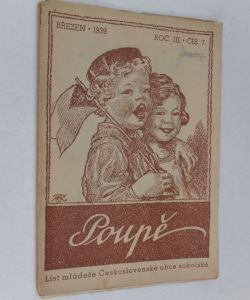 BŘEZEN • 1939
ROČ. III. • ČÍS. 7.
Poupě
List mládeže Československé obce sokolské